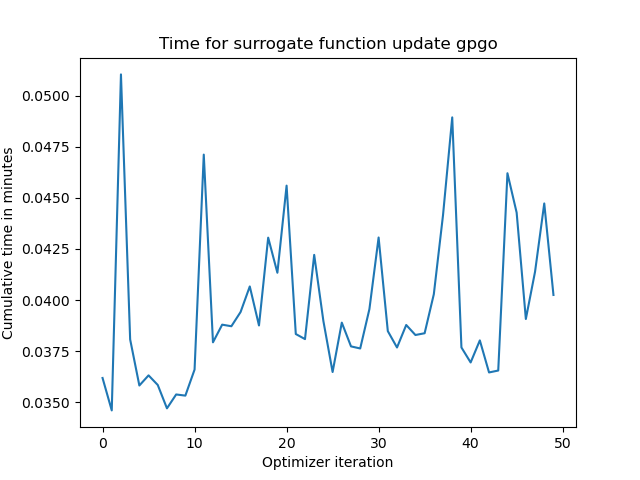 Time for surrogate function update gpgo
Cumulative time in minutes
0.0500
0.0475
0.0450
0.0425
0.0400
0.0375
0.0350
0 10 20 30 40 50
Optimizer iteration